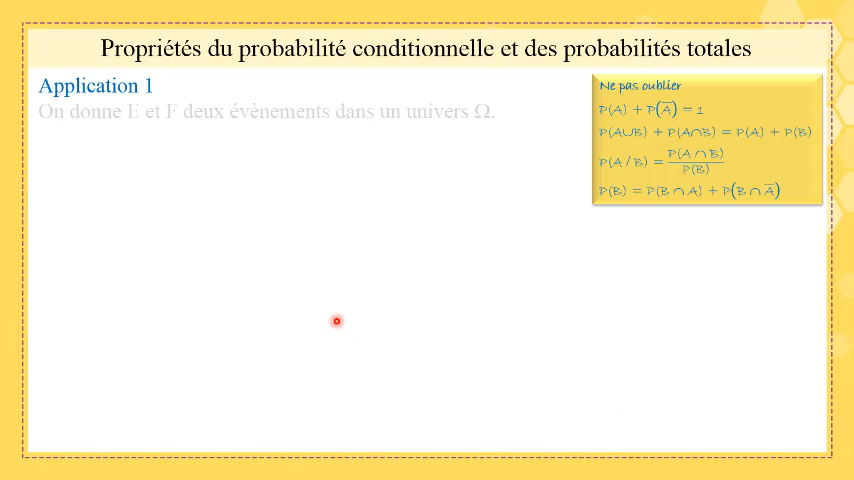 Propriétés du probabilité conditionnelle et des probabilités totales
Application 1
On donne E et F deux évènements dans un univers Ω.
Ne pas oublier
P(A) + P(A̅) = 1
P(A∪B) + P(A∩B) = P(A) + P(B)
P(A / B) = P(A ∩ B) / P(B)
P(B) = P(B ∩ A) + P(B ∩ A̅)